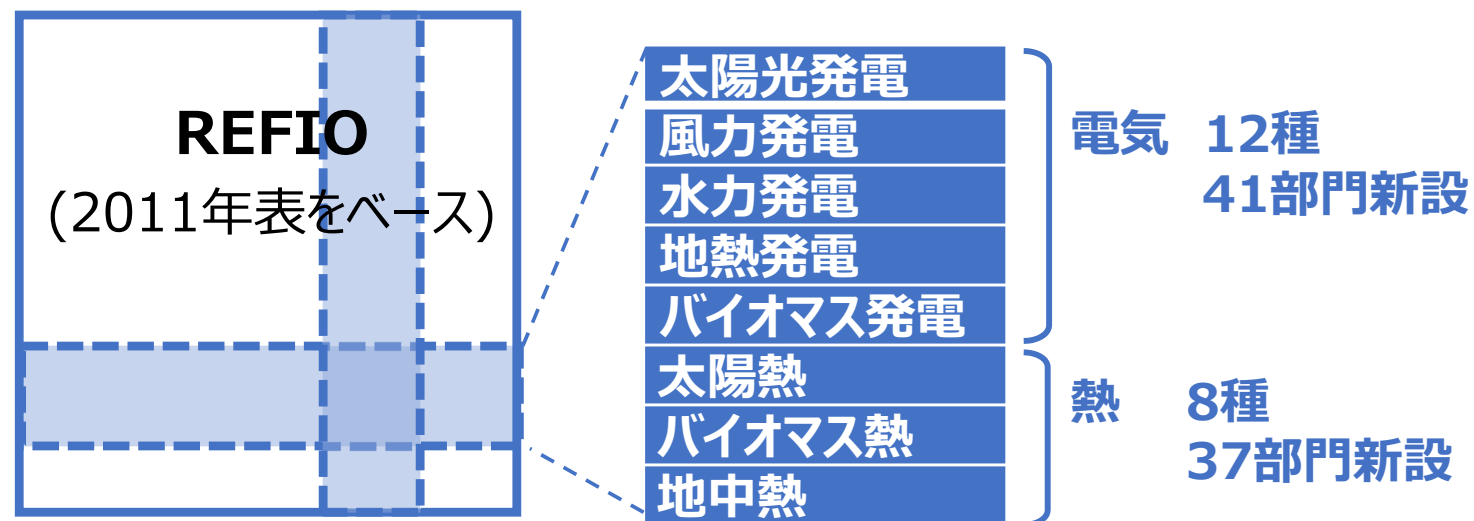 REFIO
(2011年表をベース)
太陽光発電
風力発電
水力発電
地熱発電
バイオマス発電
太陽熱
バイオマス熱
地中熱
電気 12種
41部門新設
熱 8種
37部門新設